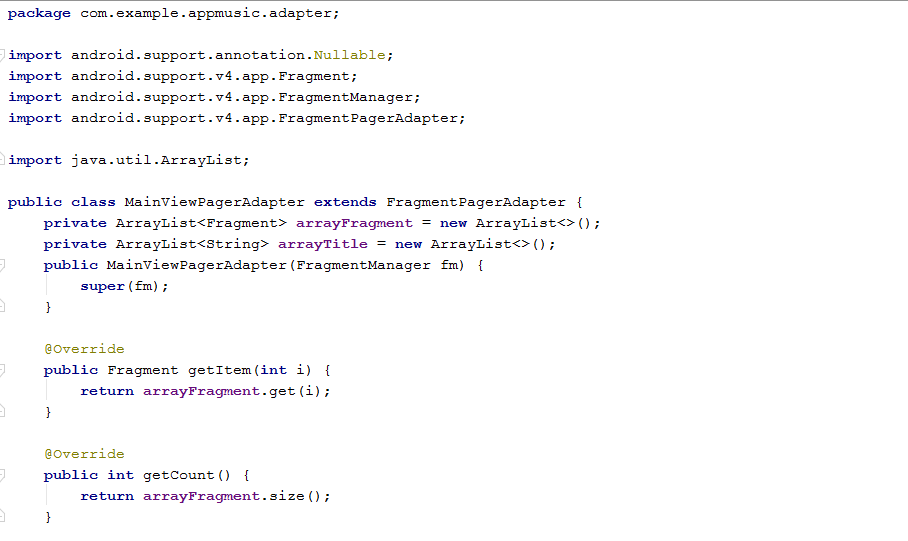 package com.example.appmusic.adapter;
import android.support.annotation.Nullable;
import android.support.v4.app.Fragment;
import android.support.v4.app.FragmentManager;
import android.support.v4.app.FragmentPagerAdapter;
import java.util.ArrayList;
public class MainViewPagerAdapter extends FragmentPagerAdapter {
    private ArrayList<Fragment> arrayFragment = new ArrayList<>();
    private ArrayList<String> arrayTitle = new ArrayList<>();
    public MainViewPagerAdapter(FragmentManager fm) {
        super(fm);
    }
    @Override
    public Fragment getItem(int i) {
        return arrayFragment.get(i);
    }
    @Override
    public int getCount() {
        return arrayFragment.size();
    }